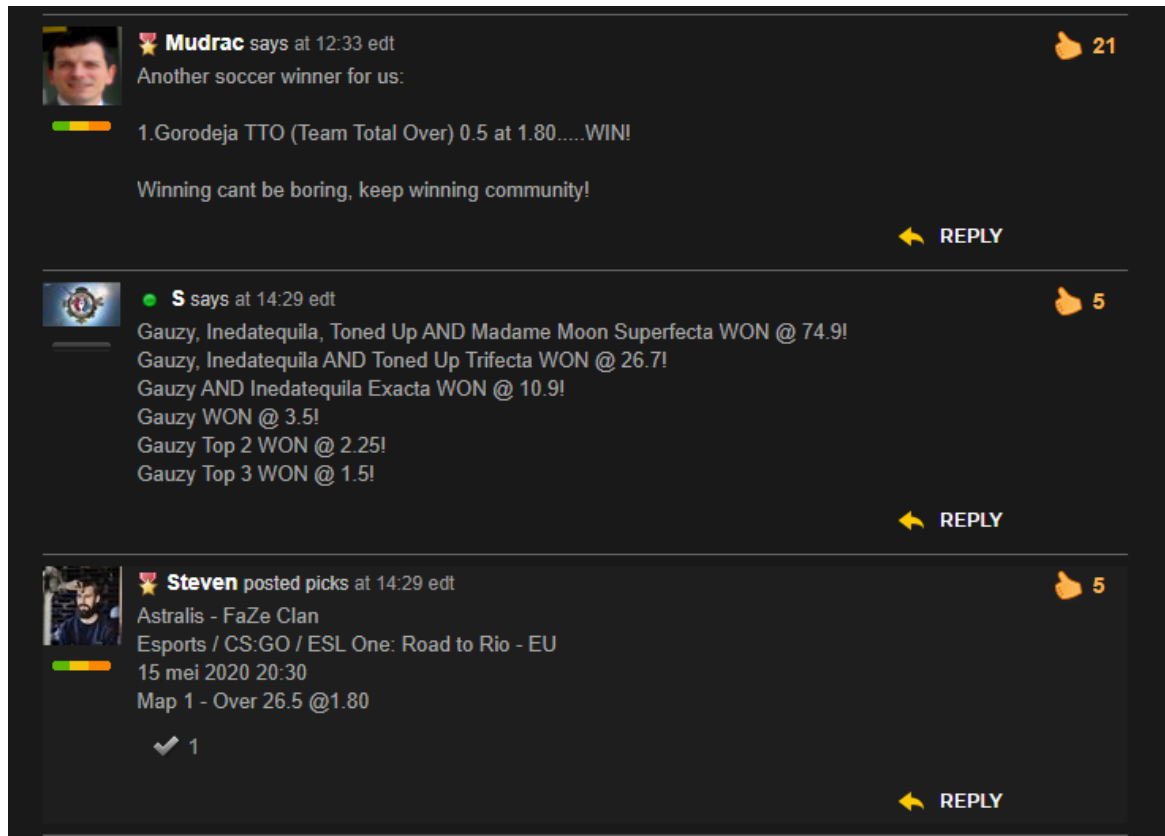 Mudrac says at 12:33 edt
21
Another soccer winner for us:
1.Gorodeja TTO (Team Total Over) 0.5 at 1.80.....WIN!
Winning cant be boring, keep winning community!
REPLY
S says at 14:29 edt
5
Gauzy, Inedatequila, Toned Up AND Madame Moon Superfecta WON @ 74.9!
Gauzy, Inedatequila AND Toned Up Trifecta WON @ 26.7!
Gauzy AND Inedatequila Exacta WON @ 10.9!
Gauzy WON @ 3.5!
Gauzy Top 2 WON @ 2.25!
Gauzy Top 3 WON @ 1.5!
REPLY
Steven posted picks at 14:29 edt
5
Astralis - FaZe Clan
Esports / CS:GO / ESL One: Road to Rio - EU
15 mei 2020 20:30
Map 1 - Over 26.5 @1.80
1
REPLY